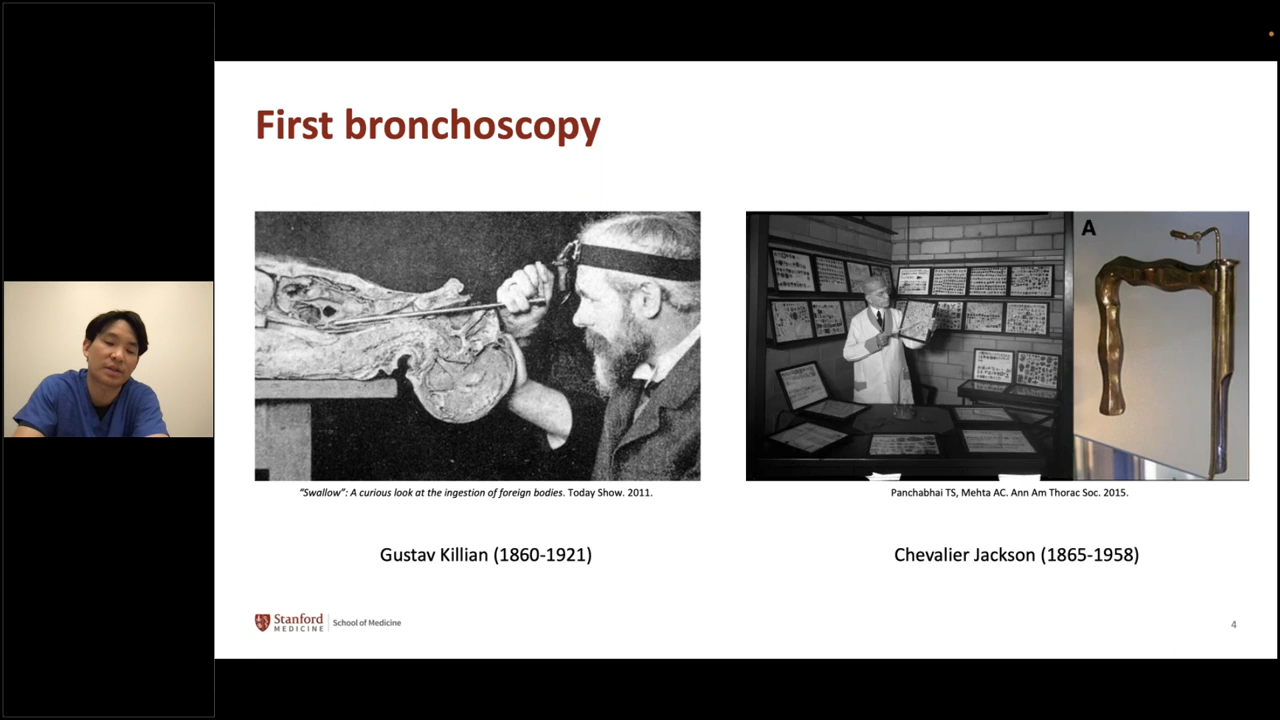 First bronchoscopy
A
"Swallow": A curious look at the ingestion of foreign bodies. Today Show. 2011.
Panchabhai TS, Mehta AC. Ann Am Thorac Soc. 2015.
Gustav Killian (1860-1921)
Chevalier Jackson (1865-1958)
Stanford
MEDICINE
School of Medicine
4